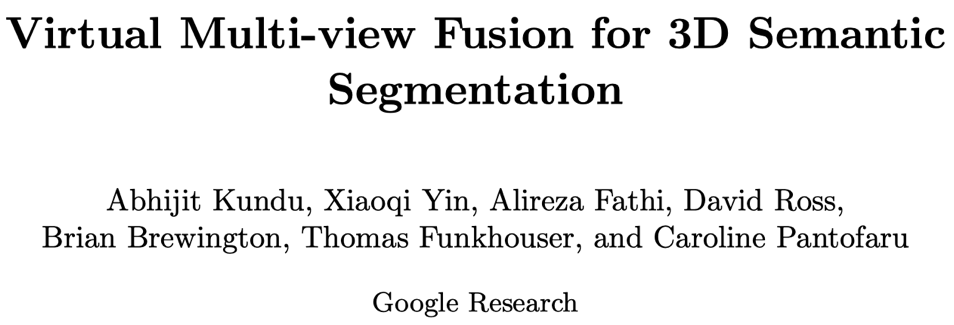 Virtual Multi-view Fusion for 3D Semantic
Segmentation
Abhijit Kundu, Xiaoqi Yin, Alireza Fathi, David Ross,
Brian Brewington, Thomas Funkhouser, and Caroline Pantofaru
Google Research